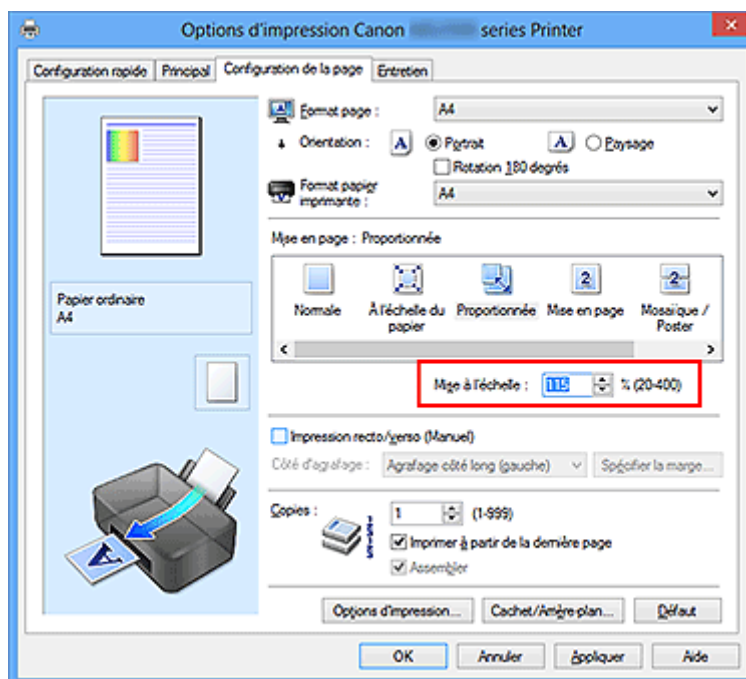 Options d'impression Canon series Printer
Configuration rapide Principal Configuration de la page Entretien
Format page : A4
Orientation : A Portrait A Paysage
Rotation 180 degrés
Format papier
imprimante : A4
Mise en page : Proportionnée
Normale À l'échelle du
papier Proportionnée Mise en page Mosaïque /
Poster
Papier ordinaire
A4
Mise à l'échelle : 115 % (20-400)
Impression recto/verso (Manuel)
Côté d'agrafage : Agrafage côté long (gauche) Spécifier la marge...
Copies : 1 (1-999)
Imprimer à partir de la dernière page
Assembler
Options d'impression... Cachet/Arrière-plan... Défaut
OK Annuler Appliquer Aide